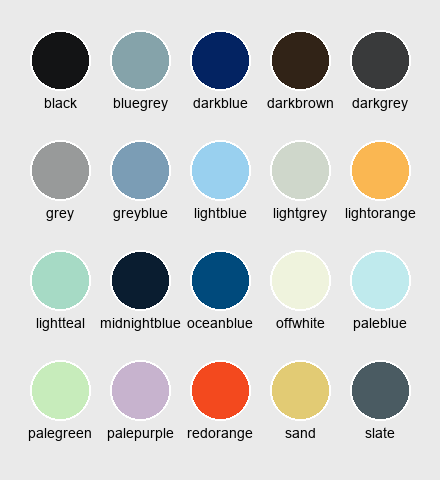 black bluegrey darkblue darkbrown darkgrey
grey greyblue lightblue lightgrey lightorange
lightteal midnightblue oceanblue offwhite paleblue
palegreen palepurple redorange sand slate